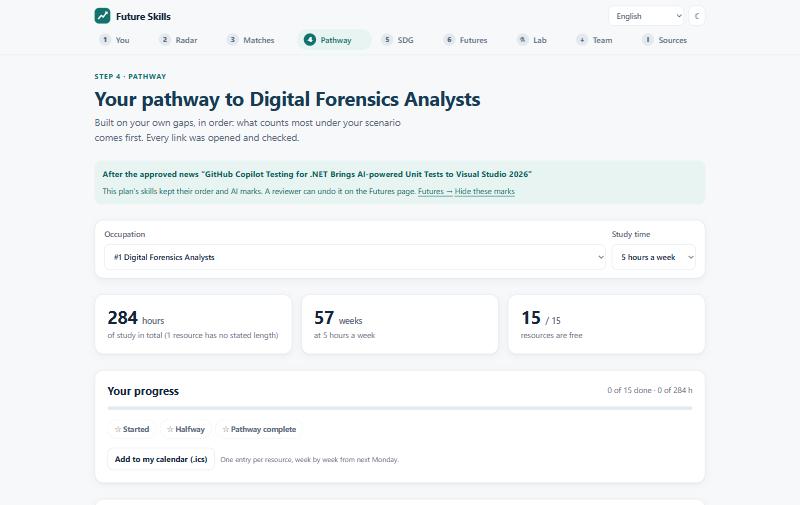 Future Skills
English
1 You
2 Radar
3 Matches
4 Pathway
5 SDG
6 Futures
Lab
+ Team
i Sources
STEP 4 · PATHWAY
Your pathway to Digital Forensics Analysts
Built on your own gaps, in order: what counts most under your scenario
comes first. Every link was opened and checked.
After the approved news "GitHub Copilot Testing for .NET Brings AI-powered Unit Tests to Visual Studio 2026"
This plan's skills kept their order and AI marks. A reviewer can undo it on the Futures page. Futures → Hide these marks
Occupation
Study time
#1 Digital Forensics Analysts
5 hours a week
284 hours
of study in total (1 resource has no stated length)
57 weeks
at 5 hours a week
15 / 15
resources are free
Your progress
0 of 15 done · 0 of 284 h
☆ Started
☆ Halfway
☆ Pathway complete
Add to my calendar (.ics)
One entry per resource, week by week from next Monday.